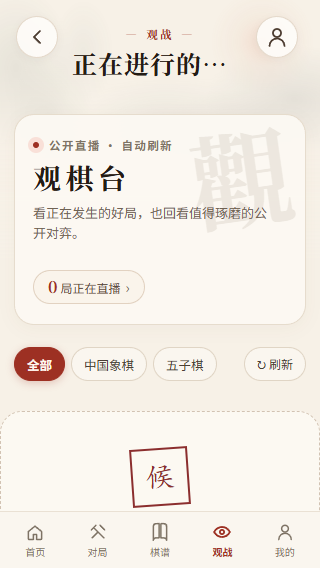 观战
正在进行的…
公开直播 · 自动刷新
觀
观棋台
看正在发生的好局，也回看值得琢磨的公
开对弈。
0 局正在直播 ›
全部 中国象棋 五子棋 ↻ 刷新
候
首页 对局 棋谱 观战 我的